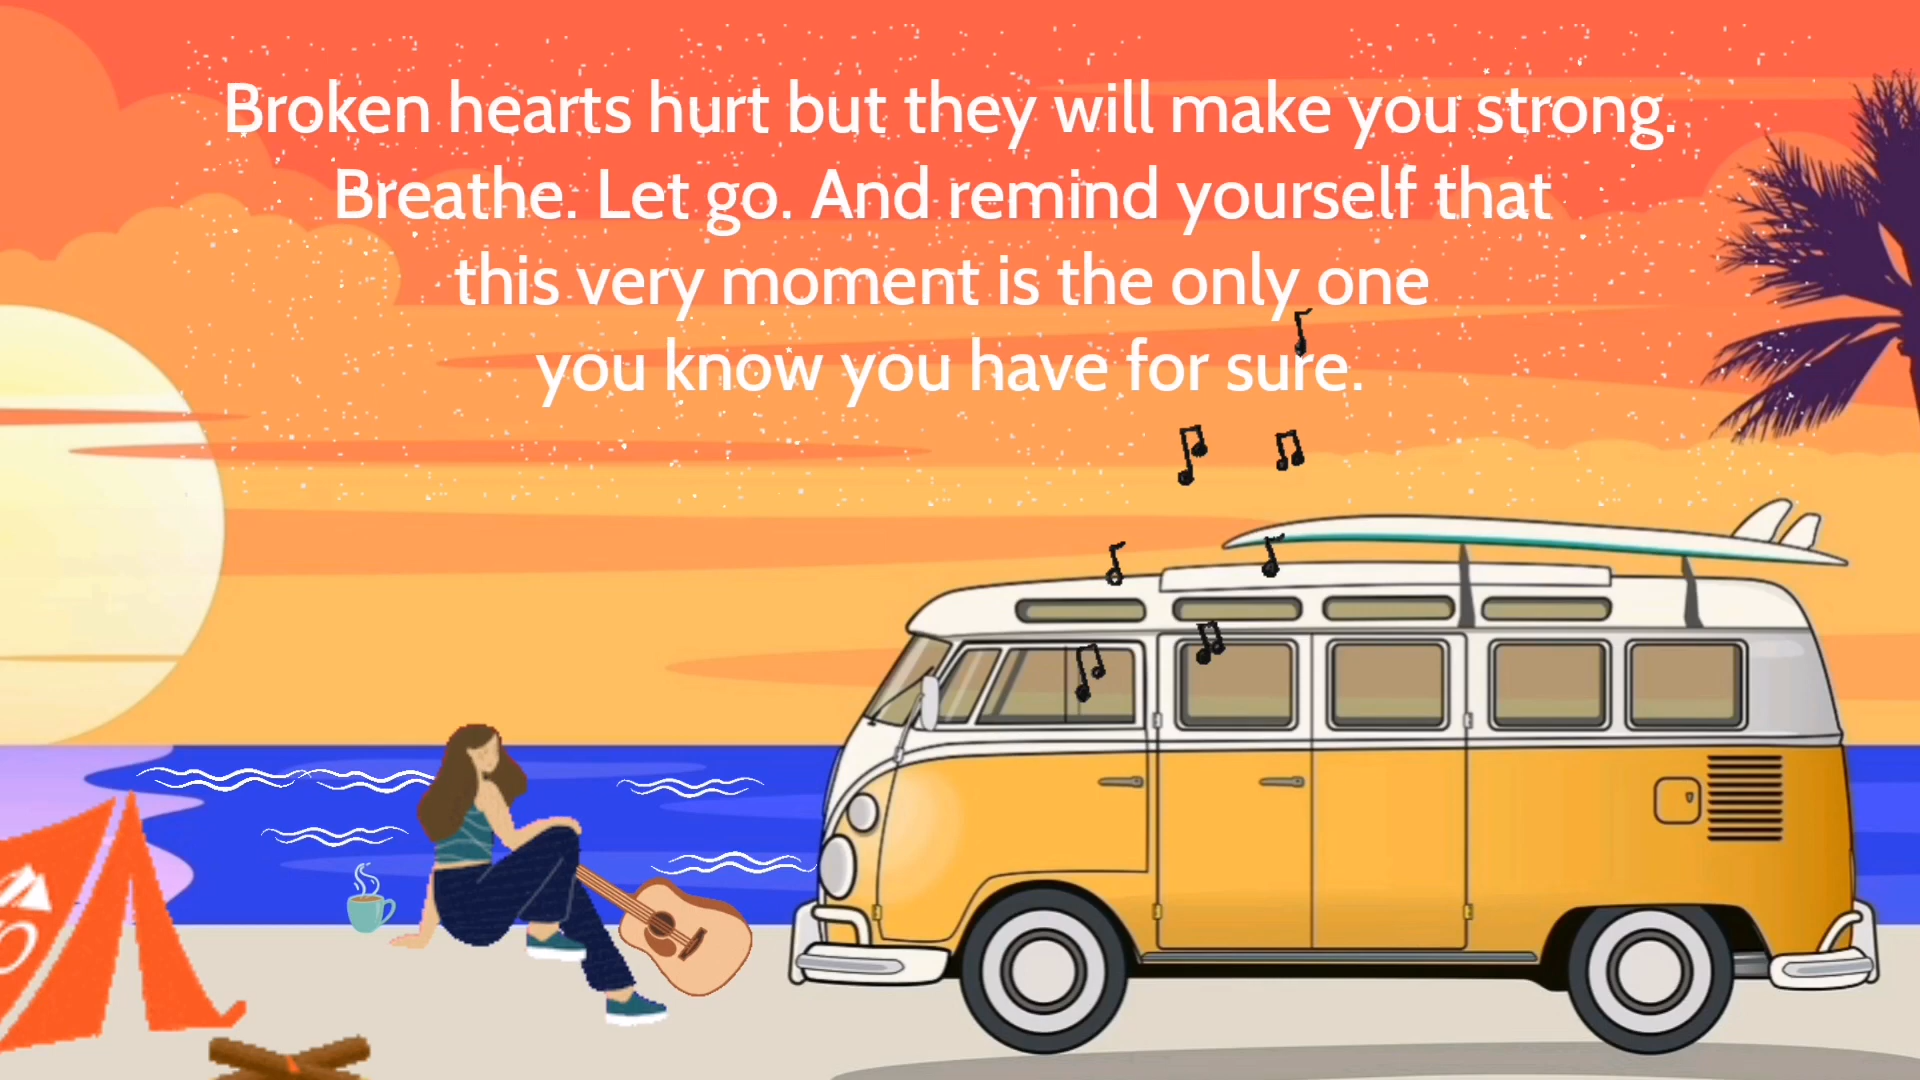 Broken hearts hurt but they will make you strong.
Breathe. Let go. And remind yourself that
this very moment is the only one
you know you have for sure.